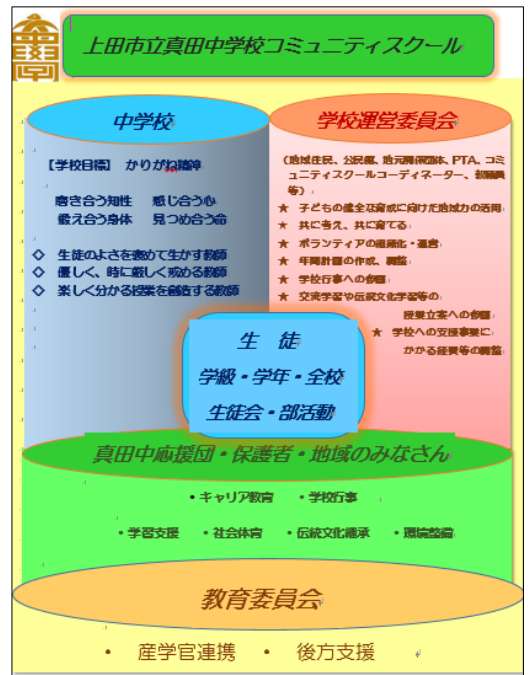 上田市立真田中学校コミュニティスクール
中学校
【学校目標】 かりがね精神
磨き合う知性 感じ合う心
鍛え合う身体 見つめ合う命
◇ 生徒のよさを褒めて生かす教師
◇ 優しく、時に厳しく戒める教師
◇ 楽しく分かる授業を創造する教師
学校運営委員会
(地域住民、公民館、地元関係団体、PTA、コミ
ュニティスクールコーディネーター、教職員
等)
★ 子どもの健全な育成に向けた地域力の活用
★ 共に考え、共に育てる
★ ボランティアの組織化・運営
★ 年間計画の作成、調整
★ 学校行事への参画
★ 交流学習や伝統文化学習等の
授業立案への参画
★ 学校への支援事業に
かかる経費等の調整
生 徒
学級・学年・全校
生徒会・部活動
真田中応援団・保護者・地域のみなさん
・キャリア教育 ・学校行事
・学習支援 ・社会体育 ・伝統文化継承 ・環境整備
教育委員会
・ 産学官連携 ・ 後方支援